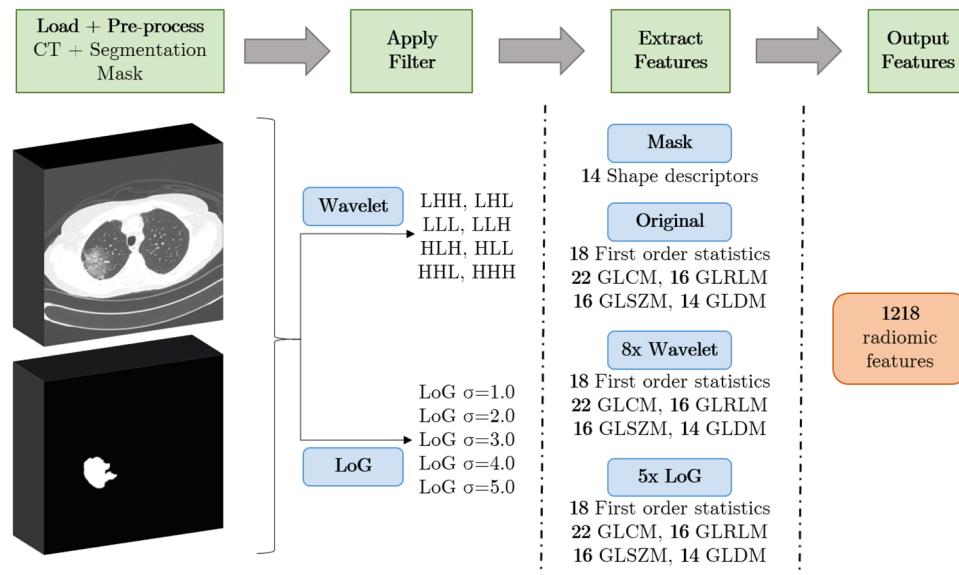 Load + Pre-process
CT + Segmentation
Mask
Apply
Filter
Extract
Features
Output
Features
Wavelet
LHH, LHL
LLL, LLH
HLH, HLL
HHL, HHH
LoG
LoG σ=1.0
LoG σ=2.0
LoG σ=3.0
LoG σ=4.0
LoG σ=5.0
Mask
14 Shape descriptors
Original
18 First order statistics
22 GLCM, 16 GLRLM
16 GLSZM, 14 GLDM
8x Wavelet
18 First order statistics
22 GLCM, 16 GLRLM
16 GLSZM, 14 GLDM
5x LoG
18 First order statistics
22 GLCM, 16 GLRLM
16 GLSZM, 14 GLDM
1218
radiomic
features